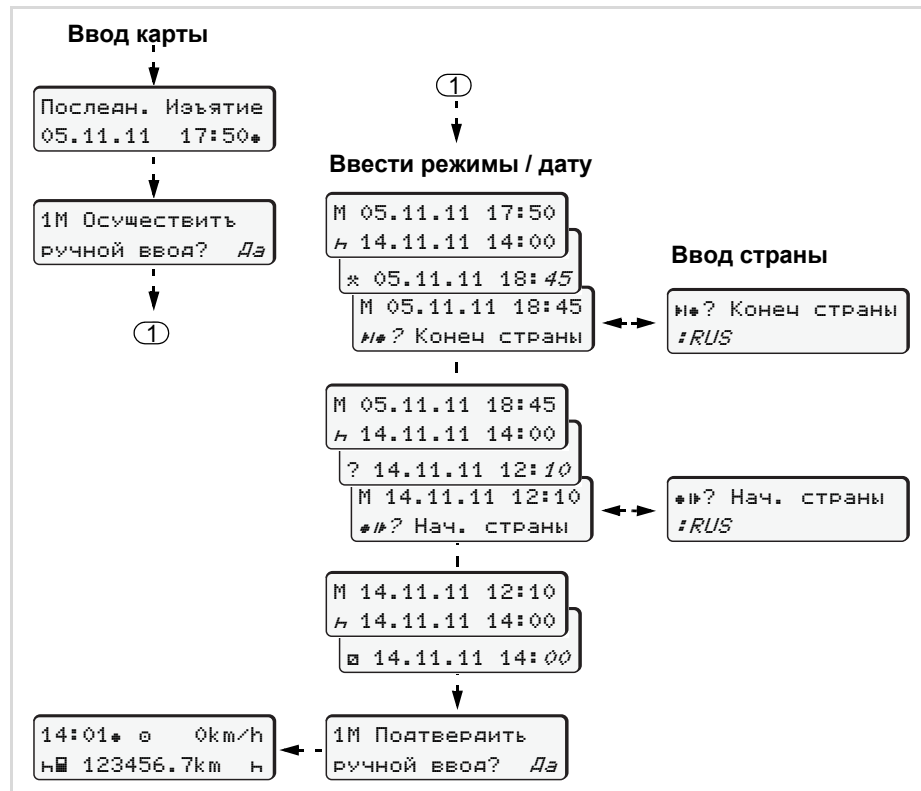 Ввод карты
Последн. Изъятие
05.11.11 17:50
1М Осуществить
ручной ввод? Да
1
1
Ввести режимы / дату
М 05.11.11 17:50
14.11.11 14:00
05.11.11 18:45
М 05.11.11 18:45
? Конец страны
Ввод страны
? Конец страны
:RUS
М 05.11.11 18:45
14.11.11 14:00
? 14.11.11 12:10
М 14.11.11 12:10
? Нач. страны
? Нач. страны
:RUS
М 14.11.11 12:10
14.11.11 14:00
14.11.11 14:00
1М Подтвердить
ручной ввод? Да
14:01 0km/h
123456.7km